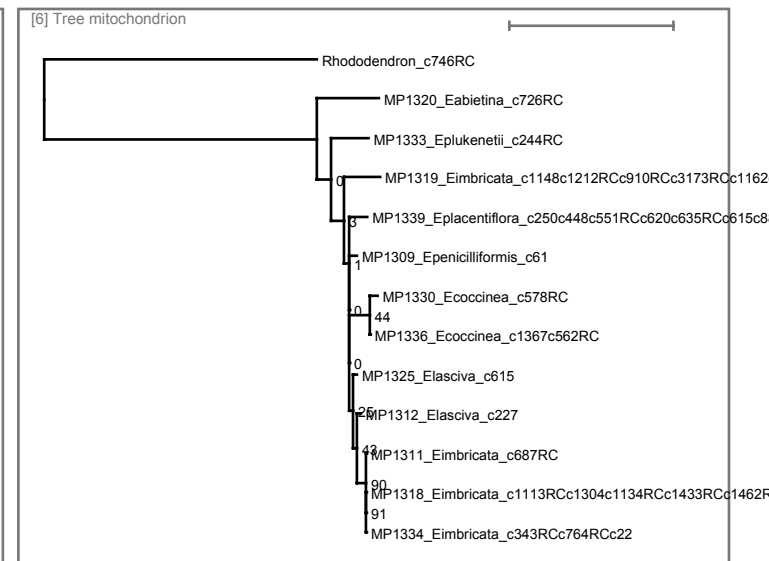 [6] Tree mitochondrion
Rhododendron_c746RC
MP1320_Eabietina_c726RC
MP1333_Eplukenetii_c244RC
0
MP1319_Eimbricata_c1148c1212RCc910RCc3173RCc1162
3
MP1339_Eplacentiflora_c250c448c551RCc620c635RCc615c8
MP1309_Epenicilliformis_c61
1
MP1330_Ecoccinea_c578RC
0
44
MP1336_Ecoccinea_c1367c562RC
0
MP1325_Elasciva_c615
25
MP1312_Elasciva_c227
43
MP1311_Eimbricata_c687RC
90
MP1318_Eimbricata_c1113RCc1304c1134RCc1433RCc1462R
91
MP1334_Eimbricata_c343RCc764RCc22